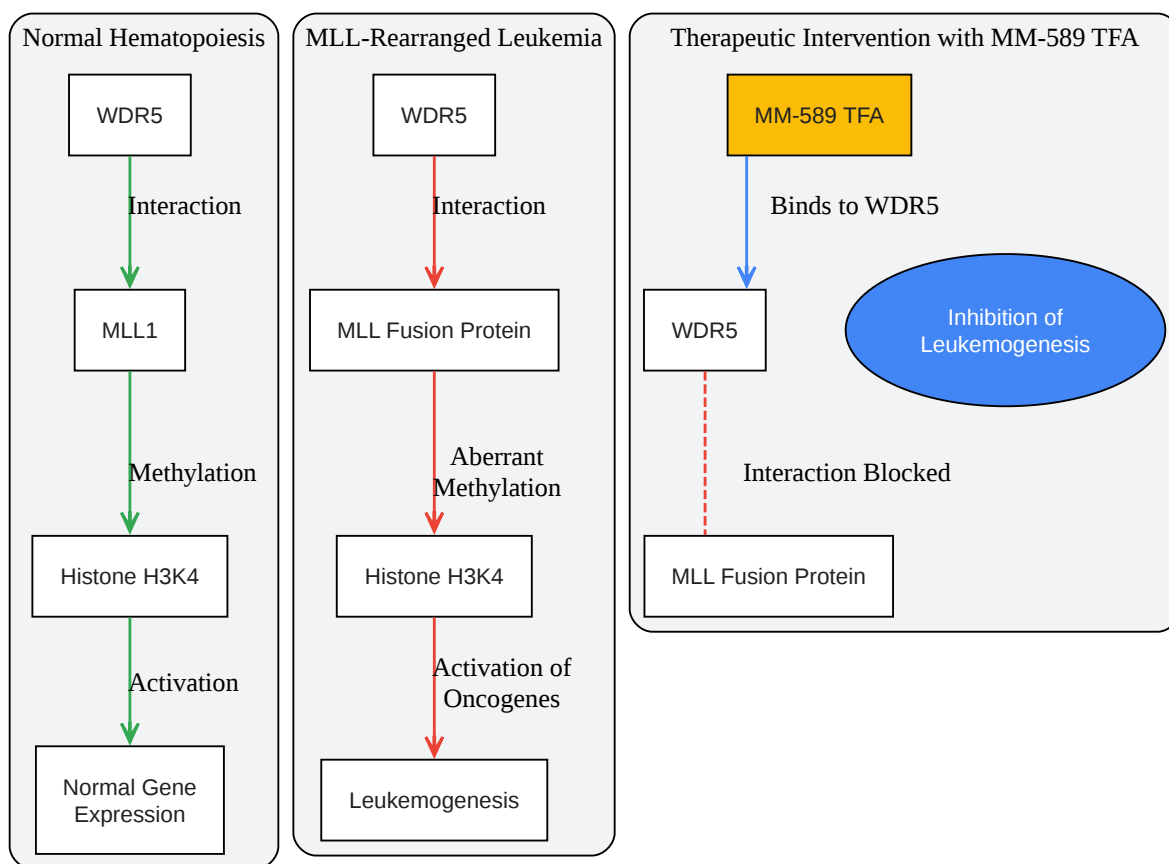 Normal Hematopoiesis
WDR5
Interaction
MLL1
Methylation
Histone H3K4
Activation
Normal Gene
Expression
MLL-Rearranged Leukemia
WDR5
Interaction
MLL Fusion Protein
Aberrant
Methylation
Histone H3K4
Activation of
Oncogenes
Leukemogenesis
Therapeutic Intervention with MM-589 TFA
MM-589 TFA
Binds to WDR5
WDR5
Inhibition of
Leukemogenesis
Interaction Blocked
MLL Fusion Protein